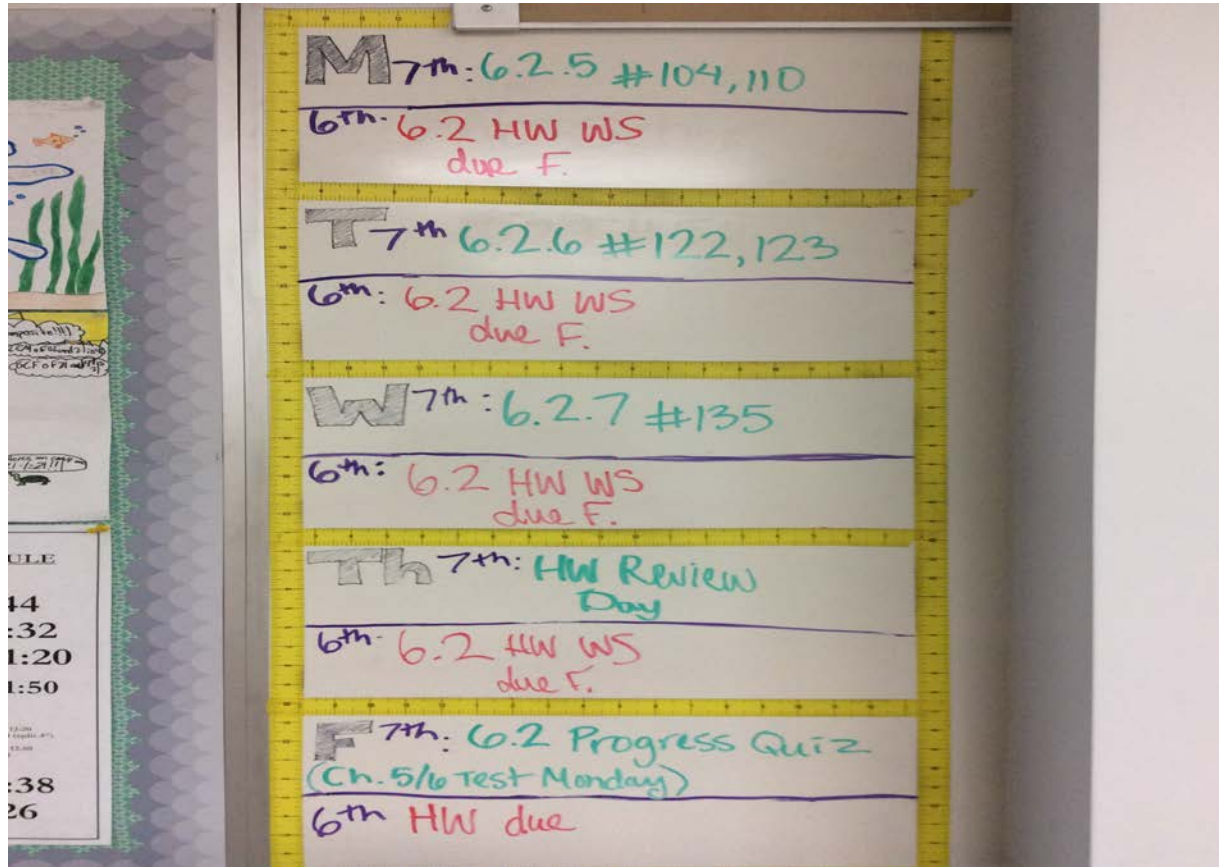 M 7th: 6.2.5 #104, 110
6th. 6.2 HW WS
due F.
T 7th 6.2.6 #122, 123
6th: 6.2 HW WS
due F.
W 7th: 6.2.7 #135
6th: 6.2 HW WS
due F.
Th 7th: HW Review
Day
6th. 6.2 HW WS
due F.
F 7th: 6.2 Progress Quiz
(Ch. 5/6 Test Monday)
6th HW due
ULE
44
:32
1:20
1:50
:38
26